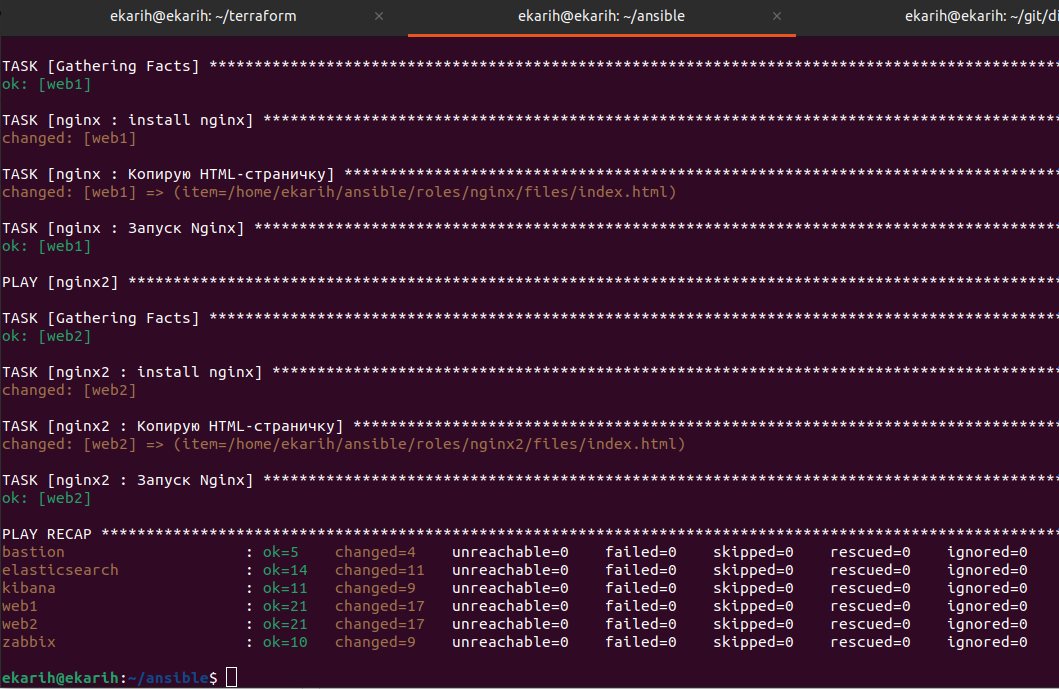 ekarih@ekarih: ~/terraform × ekarih@ekarih: ~/ansible × ekarih@ekarih: ~/git/di
TASK [Gathering Facts] **********************************************************************************************
ok: [web1]
TASK [nginx : install nginx] ****************************************************************************************
changed: [web1]
TASK [nginx : Копирую HTML-страничку] *******************************************************************************
changed: [web1] => (item=/home/ekarih/ansible/roles/nginx/files/index.html)
TASK [nginx : Запуск Nginx] *****************************************************************************************
ok: [web1]
PLAY [nginx2] *******************************************************************************************************
TASK [Gathering Facts] **********************************************************************************************
ok: [web2]
TASK [nginx2 : install nginx] ***************************************************************************************
changed: [web2]
TASK [nginx2 : Копирую HTML-страничку] ******************************************************************************
changed: [web2] => (item=/home/ekarih/ansible/roles/nginx2/files/index.html)
TASK [nginx2 : Запуск Nginx] ****************************************************************************************
ok: [web2]
PLAY RECAP **********************************************************************************************************
bastion : ok=5 changed=4 unreachable=0 failed=0 skipped=0 rescued=0 ignored=0
elasticsearch : ok=14 changed=11 unreachable=0 failed=0 skipped=0 rescued=0 ignored=0
kibana : ok=11 changed=9 unreachable=0 failed=0 skipped=0 rescued=0 ignored=0
web1 : ok=21 changed=17 unreachable=0 failed=0 skipped=0 rescued=0 ignored=0
web2 : ok=21 changed=17 unreachable=0 failed=0 skipped=0 rescued=0 ignored=0
zabbix : ok=10 changed=9 unreachable=0 failed=0 skipped=0 rescued=0 ignored=0
ekarih@ekarih:~/ansible$